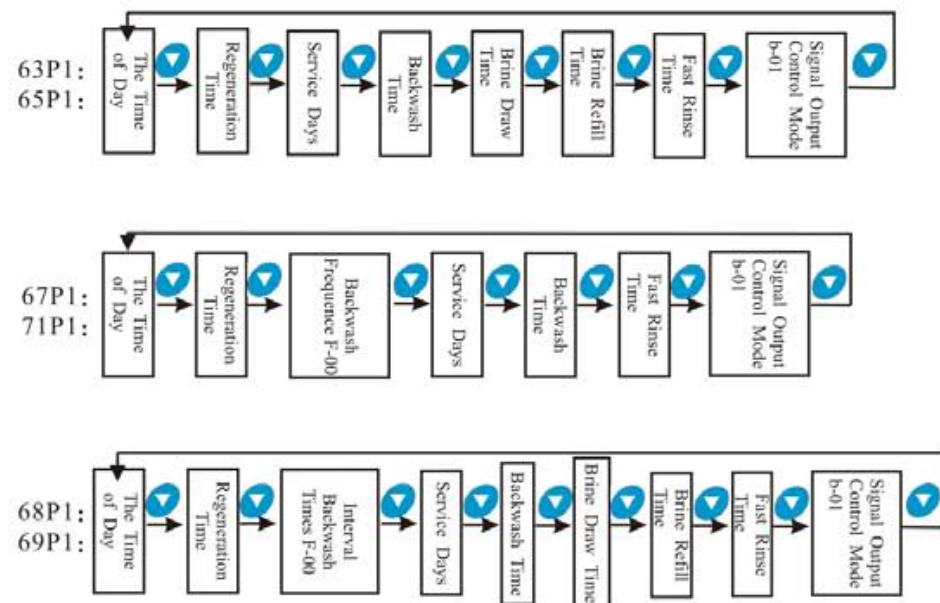 63P1:
65P1:
The Time
of Day
Regeneration
Time
Service Days
Backwash
Time
Brine Draw
Time
Brine Refill
Time
Fast Rinse
Time
Signal Output
Control Mode
b-01
67P1:
71P1:
The Time
of Day
Regeneration
Time
Backwash
Frequence F-00
Service Days
Backwash
Time
Fast Rinse
Time
Signal Output
Control Mode
b-01
68P1:
69P1:
The Time
of Day
Regeneration
Time
Interval
Backwash
Times F-00
Service Days
Backwash Time
Brine Draw Time
Brine Refill
Time
Fast Rinse
Time
Signal Output
Control Mode
b-01